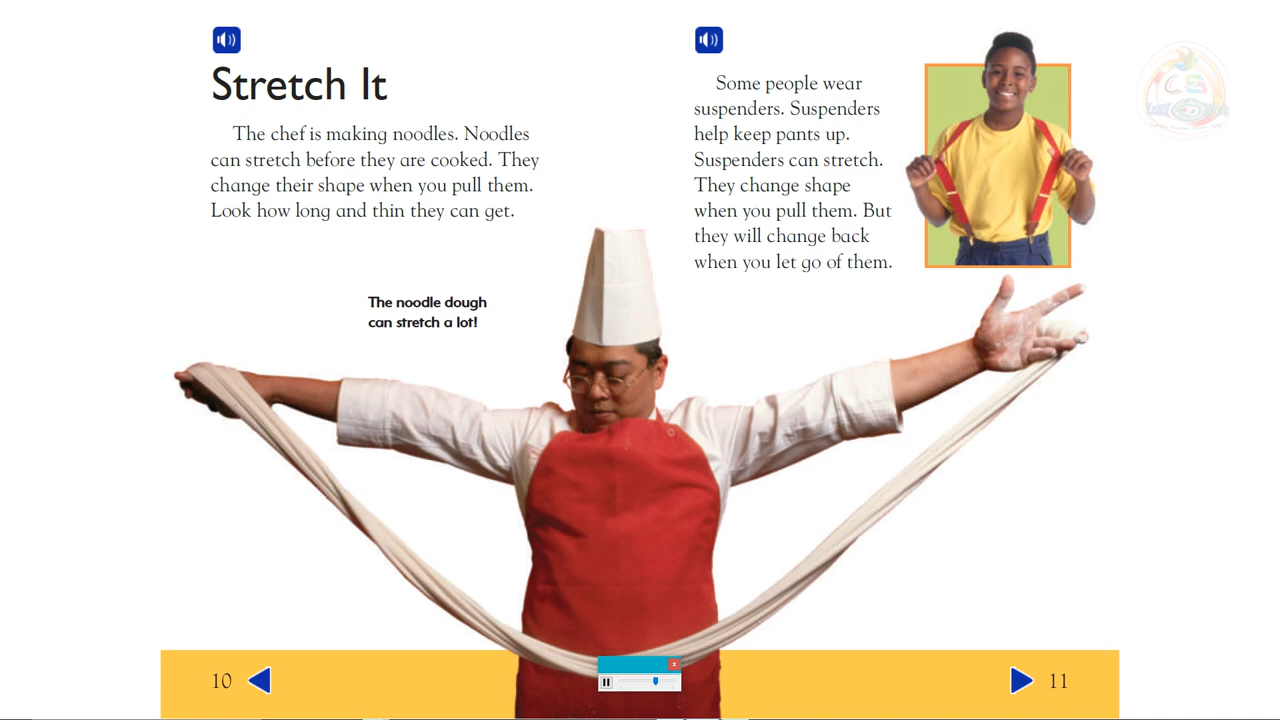 Stretch It
The chef is making noodles. Noodles
can stretch before they are cooked. They
change their shape when you pull them.
Look how long and thin they can get.
The noodle dough
can stretch a lot!
Some people wear
suspenders. Suspenders
help keep pants up.
Suspenders can stretch.
They change shape
when you pull them. But
they will change back
when you let go of them.
10
11